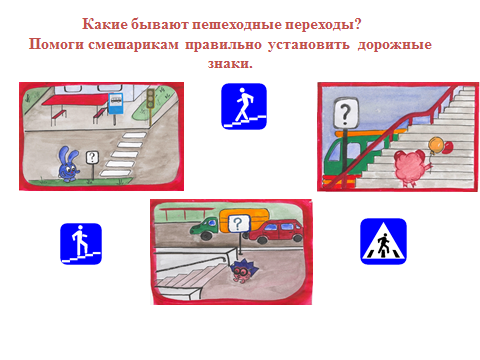 Какие бывают пешеходные переходы?
Помоги смешарикам правильно установить дорожные
знаки.
?
?
?